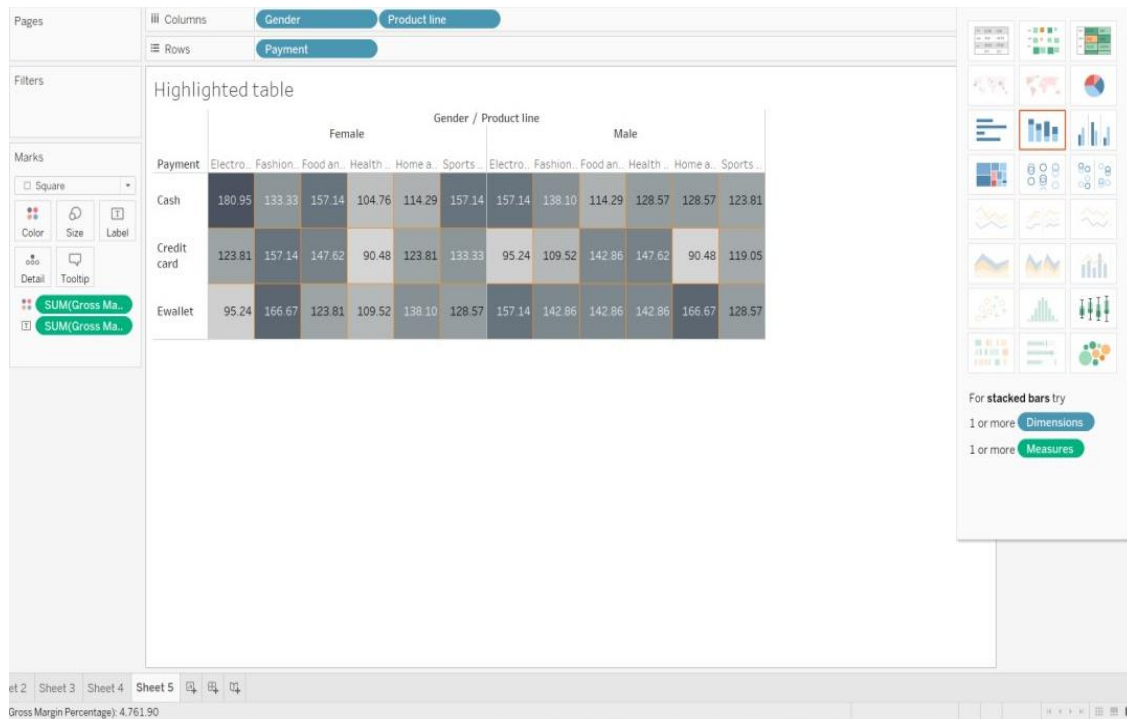 Pages
Columns Gender Product line
Rows Payment
Filters
Highlighted table
Gender / Product line
Female Male
Marks
Payment Electro.. Fashion.. Food an.. Health .. Home a.. Sports .. Electro.. Fashion.. Food an.. Health .. Home a.. Sports ..
Square
Cash 180.95 133.33 157.14 104.76 114.29 157.14 157.14 138.10 114.29 128.57 128.57 123.81
Color Size Label
Credit
card 123.81 157.14 147.62 90.48 123.81 133.33 95.24 109.52 142.86 147.62 90.48 119.05
Detail Tooltip
SUM(Gross Ma..
Ewallet 95.24 166.67 123.81 109.52 138.10 128.57 157.14 142.86 142.86 142.86 166.67 128.57
SUM(Gross Ma..
For stacked bars try
1 or more Dimensions
1 or more Measures
et 2 Sheet 3 Sheet 4 Sheet 5
Gross Margin Percentage): 4.761.90